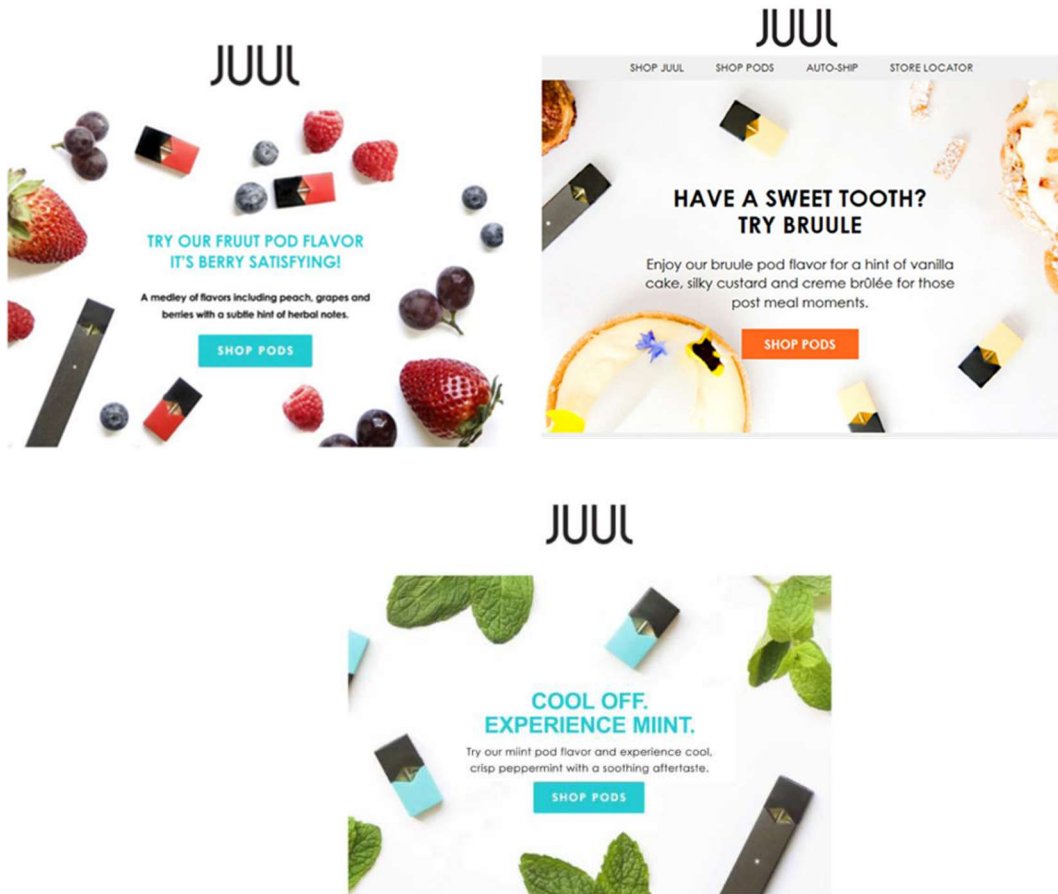 JUUL
TRY OUR FRUUT POD FLAVOR
IT'S BERRY SATISFYING!
A medley of flavors including peach, grapes and
berries with a subtle hint of herbal notes.
SHOP PODS
JUUL
SHOP JUUL SHOP PODS AUTO-SHIP STORE LOCATOR
HAVE A SWEET TOOTH?
TRY BRUULE
Enjoy our bruule pod flavor for a hint of vanilla
cake, silky custard and creme brûlée for those
post meal moments.
SHOP PODS
JUUL
COOL OFF.
EXPERIENCE MIINT.
Try our miint pod flavor and experience cool,
crisp peppermint with a soothing aftertaste.
SHOP PODS